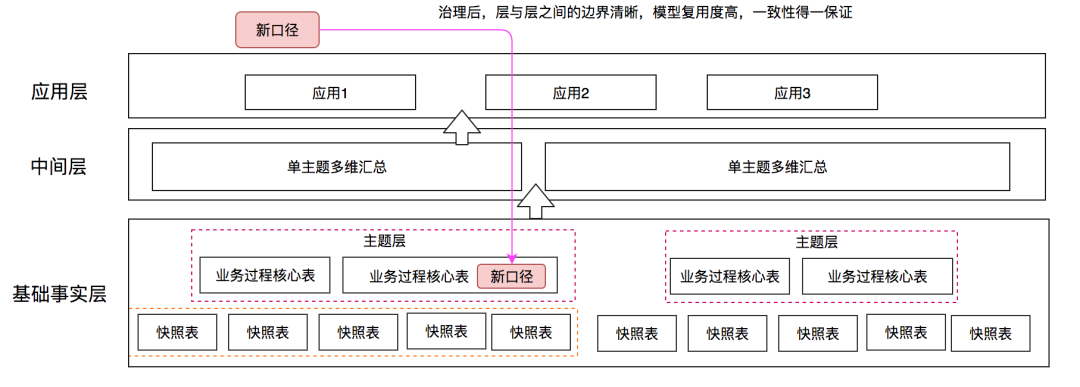 治理后，层与层之间的边界清晰，模型复用度高，一致性得一保证
新口径
应用层
应用1
应用2
应用3
中间层
单主题多维汇总
单主题多维汇总
基础事实层
主题层
业务过程核心表
业务过程核心表
新口径
主题层
业务过程核心表
业务过程核心表
快照表
快照表
快照表
快照表
快照表
快照表
快照表
快照表
快照表
快照表